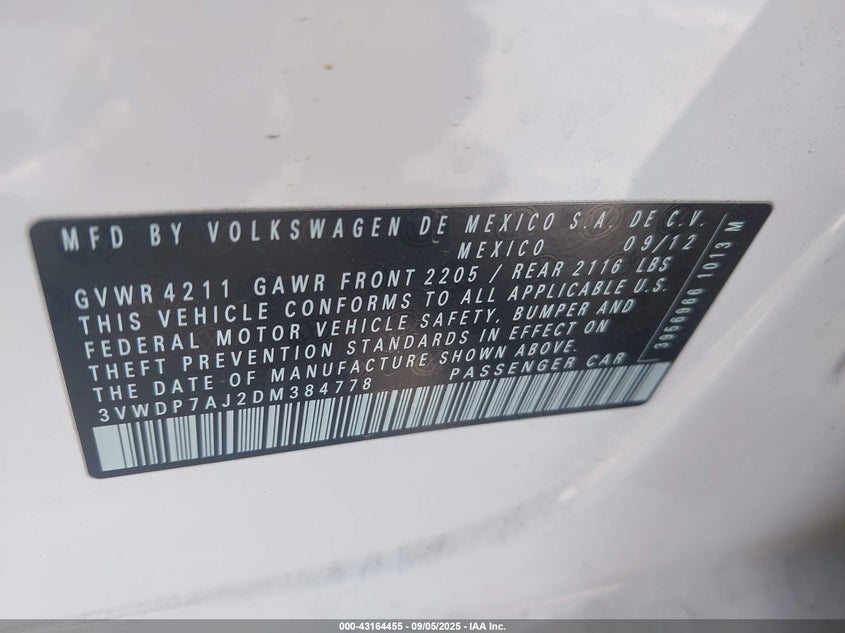 MFD BY VOLKSWAGEN DE MEXICO S.A. DE C.V.
MEXICO 09/12
GVWR 4211 GAWR FRONT 2205 / REAR 2116 LBS
THIS VEHICLE CONFORMS TO ALL APPLICABLE U.S.
FEDERAL MOTOR VEHICLE SAFETY, BUMPER AND
THEFT PREVENTION STANDARDS IN EFFECT ON
THE DATE OF MANUFACTURE SHOWN ABOVE.
3VWDP7AJ2DM384778 PASSENGER CAR
3956966 1013 M
000-43164455 - 09/05/2025 - IAA Inc.